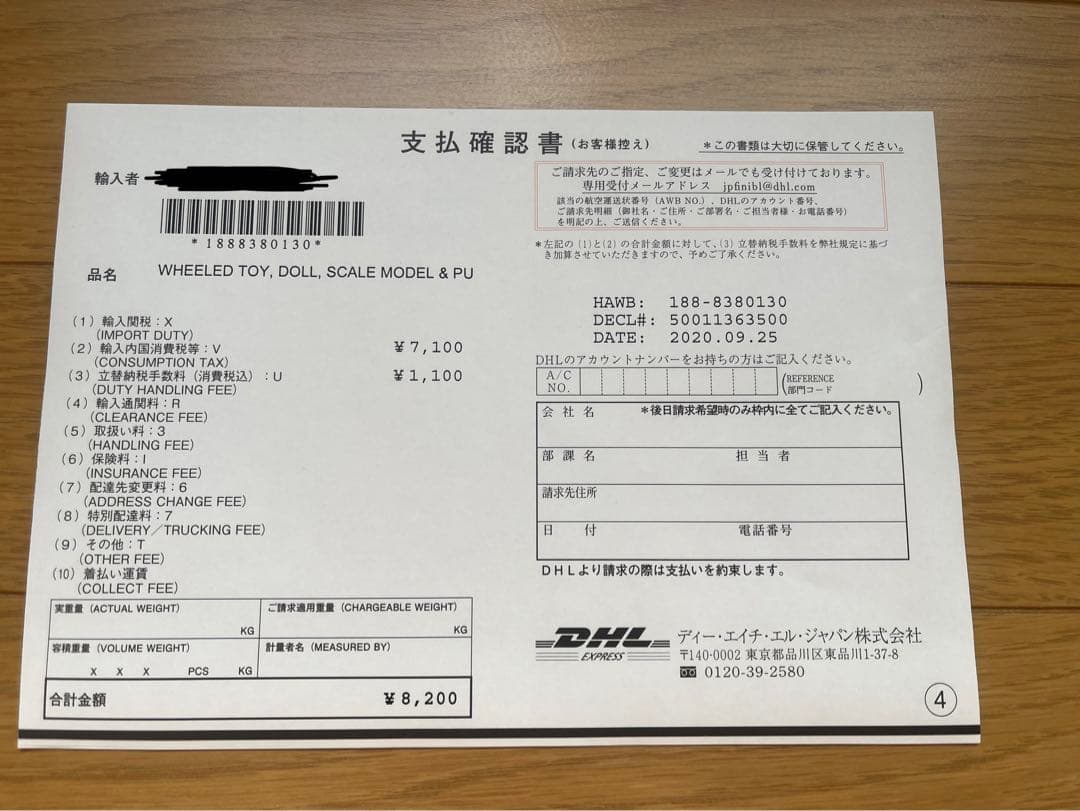 支払確認書(お客様控え)
*この書類は大切に保管してください。
輸入者
*1888380130*
品名 WHEELED TOY, DOLL, SCALE MODEL & PU
(1) 輸入関税:X
(IMPORT DUTY)
(2) 輸入内国消費税等:V ¥7,100
(CONSUMPTION TAX)
(3) 立替納税手数料(消費税込):U ¥1,100
(DUTY HANDLING FEE)
(4) 輸入通関料:R
(CLEARANCE FEE)
(5) 取扱い料:3
(HANDLING FEE)
(6) 保険料:I
(INSURANCE FEE)
(7) 配達先変更料:6
(ADDRESS CHANGE FEE)
(8) 特別配達料:7
(DELIVERY/TRUCKING FEE)
(9) その他:T
(OTHER FEE)
(10) 着払い運賃
(COLLECT FEE)
実重量 (ACTUAL WEIGHT) KG
ご請求適用重量 (CHARGEABLE WEIGHT) KG
容積重量 (VOLUME WEIGHT)
X X X PCS KG
計量者名 (MEASURED BY)
合計金額 ¥8,200
ご請求先のご指定、ご変更はメールでも受け付けております。
専用受付メールアドレス jpfinibl@dhl.com
該当の航空運送状番号(AWB NO.)、DHLのアカウント番号、
ご請求先明細(御社名・ご住所・ご部署名・ご担当者様・お電話番号)
を明記の上、ご送信ください。
*左記の(1)と(2)の合計金額に対して、(3)立替納税手数料を弊社規定に基づ
き加算させていただきますので、予めご了承ください。
HAWB: 188-8380130
DECL#: 50011363500
DATE: 2020.09.25
DHLのアカウントナンバーをお持ちの方はご記入ください。
A/C
NO.
(REFERENCE
部門コード )
会社名 *後日請求希望時のみ枠内に全てご記入ください。
部課名 担当者
請求先住所
日付 電話番号
DHLより請求の際は支払いを約束します。
DHL
EXPRESS
ディー・エイチ・エル・ジャパン株式会社
〒140-0002 東京都品川区東品川1-37-8
0120-39-2580
④